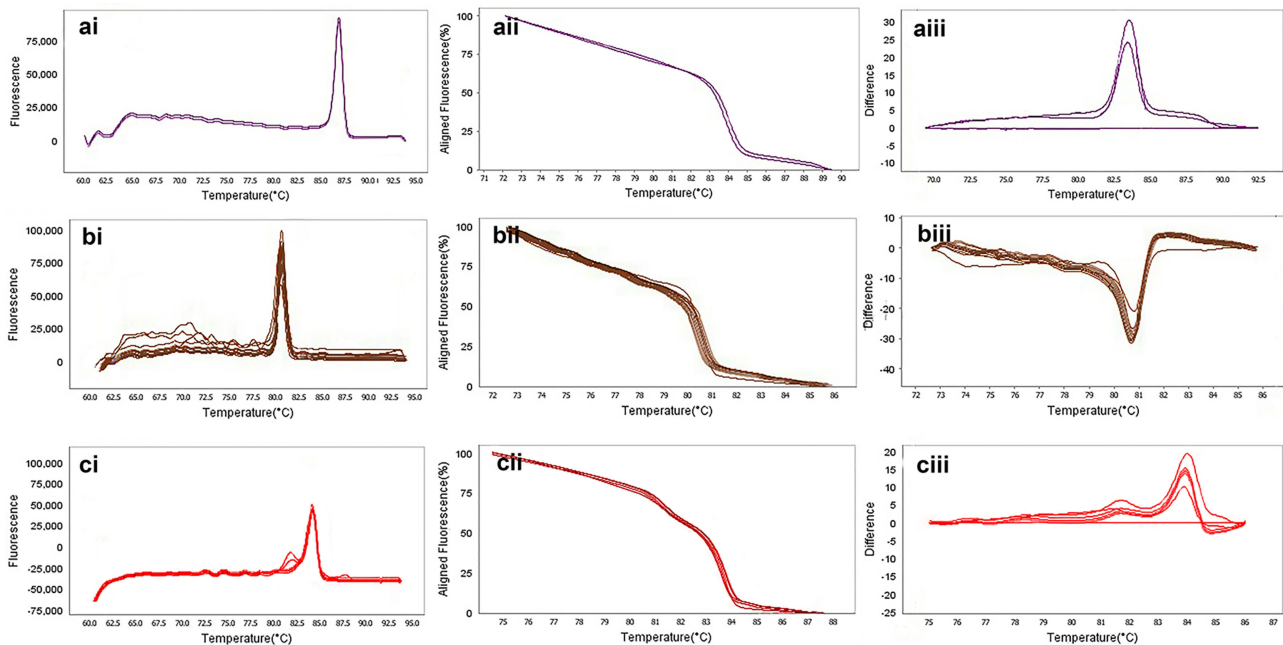 ai
Fluorescence
75,000
50,000
25,000
0
60.0 62.5 65.0 67.5 70.0 72.5 75.0 77.5 80.0 82.5 85.0 87.5 90.0 92.5 95.0
Temperature(°C)
aii
Aligned Fluorescence(%)
100
75
50
25
0
71 72 73 74 75 76 77 78 79 80 81 82 83 84 85 86 87 88 89 90
Temperature(°C)
aiii
Difference
30
25
20
15
10
5
0
-5
-10
70.0 72.5 75.0 77.5 80.0 82.5 85.0 87.5 90.0 92.5
Temperature(°C)
bi
Fluorescence
100,000
75,000
50,000
25,000
0
60.0 62.5 65.0 67.5 70.0 72.5 75.0 77.5 80.0 82.5 85.0 87.5 90.0 92.5 95.0
Temperature(°C)
bii
Aligned Fluorescence(%)
100
75
50
25
0
72 73 74 75 76 77 78 79 80 81 82 83 84 85 86
Temperature(°C)
biii
Difference
10
0
-10
-20
-30
-40
72 73 74 75 76 77 78 79 80 81 82 83 84 85 86
Temperature(°C)
ci
Fluorescence
100,000
75,000
50,000
25,000
0
-25,000
-50,000
-75,000
60.0 62.5 65.0 67.5 70.0 72.5 75.0 77.5 80.0 82.5 85.0 87.5 90.0 92.5 95.0
Temperature(°C)
cii
Aligned Fluorescence(%)
100
75
50
25
0
75 76 77 78 79 80 81 82 83 84 85 86 87 88
Temperature(°C)
ciii
Difference
20
15
10
5
0
-5
-10
-15
-20
-25
75 76 77 78 79 80 81 82 83 84 85 86 87
Temperature(°C)